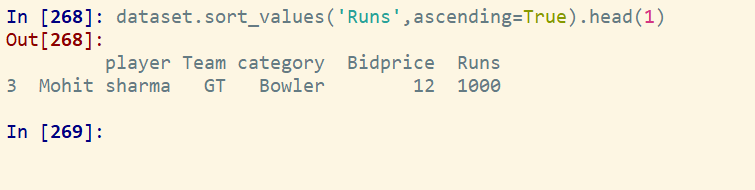 In [268]: dataset.sort_values('Runs',ascending=True).head(1)
Out[268]:
player Team category Bidprice Runs
3 Mohit sharma GT Bowler 12 1000
In [269]: